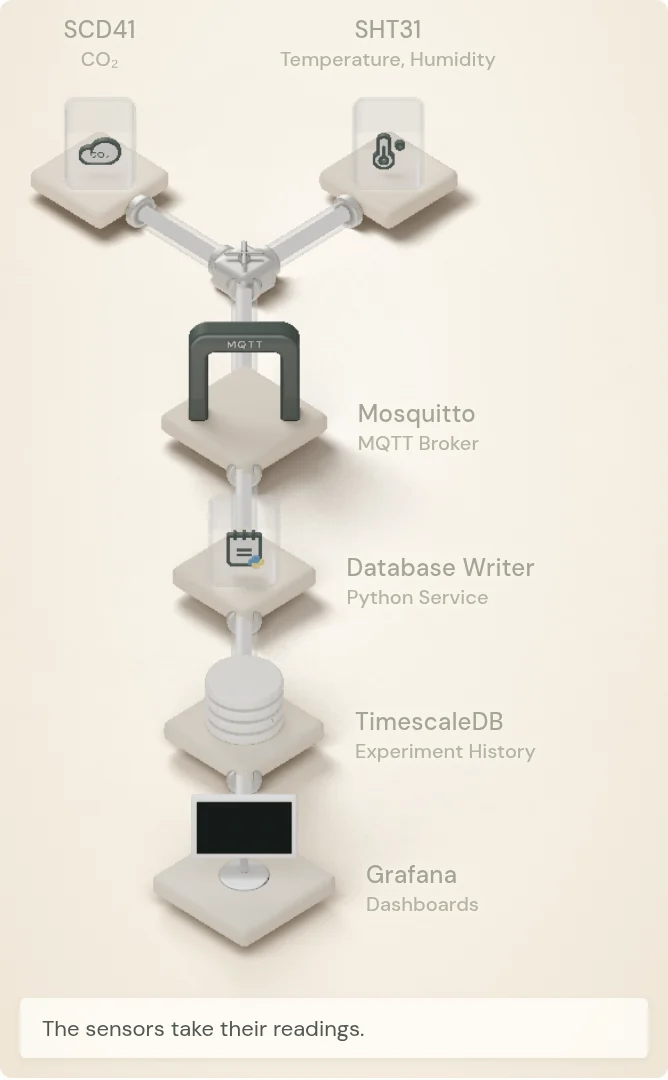 SCD41
CO₂
SHT31
Temperature, Humidity
CO₂
MQTT
Mosquitto
MQTT Broker
Database Writer
Python Service
TimescaleDB
Experiment History
Grafana
Dashboards
The sensors take their readings.